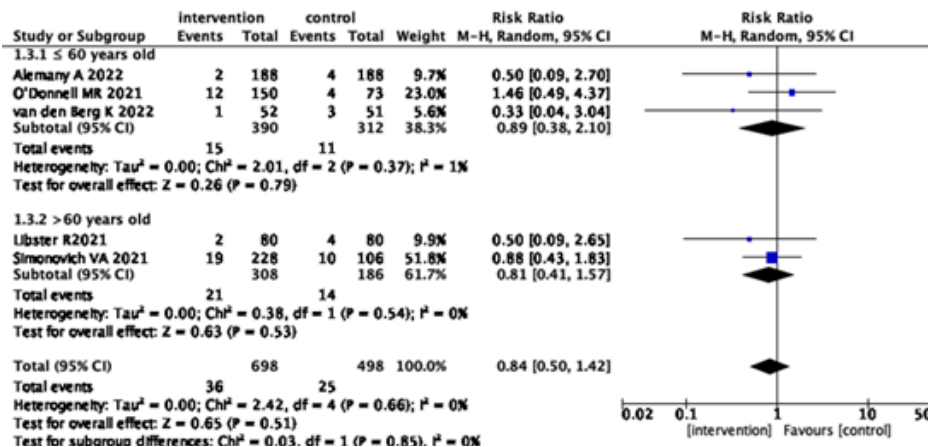 intervention control Risk Ratio Risk Ratio
Study or Subgroup Events Total Events Total Weight M-H, Random, 95% CI M-H, Random, 95% CI
1.3.1 ≤ 60 years old
Alemany A 2022 2 188 4 188 9.7% 0.50 [0.09, 2.70]
O'Donnell MR 2021 12 150 4 73 23.0% 1.46 [0.49, 4.37]
van den Berg K 2022 1 52 3 51 5.6% 0.33 [0.04, 3.04]
Subtotal (95% CI) 390 312 38.3% 0.89 [0.38, 2.10]
Total events 15 11
Heterogeneity: Tau² = 0.00; Chi² = 2.01, df = 2 (P = 0.37); I² = 1%
Test for overall effect: Z = 0.26 (P = 0.79)
1.3.2 >60 years old
Libster R2021 2 80 4 80 9.9% 0.50 [0.09, 2.65]
Simonovich VA 2021 19 228 10 106 51.8% 0.88 [0.43, 1.83]
Subtotal (95% CI) 308 186 61.7% 0.81 [0.41, 1.57]
Total events 21 14
Heterogeneity: Tau² = 0.00; Chi² = 0.38, df = 1 (P = 0.54); I² = 0%
Test for overall effect: Z = 0.63 (P = 0.53)
Total (95% CI) 698 498 100.0% 0.84 [0.50, 1.42]
Total events 36 25
Heterogeneity: Tau² = 0.00; Chi² = 2.42, df = 4 (P = 0.66); I² = 0%
Test for overall effect: Z = 0.65 (P = 0.51)
Test for subgroup differences: Chi² = 0.03, df = 1 (P = 0.85), I² = 0%
0.02 0.1 1 10 50
[intervention] Favours [control]